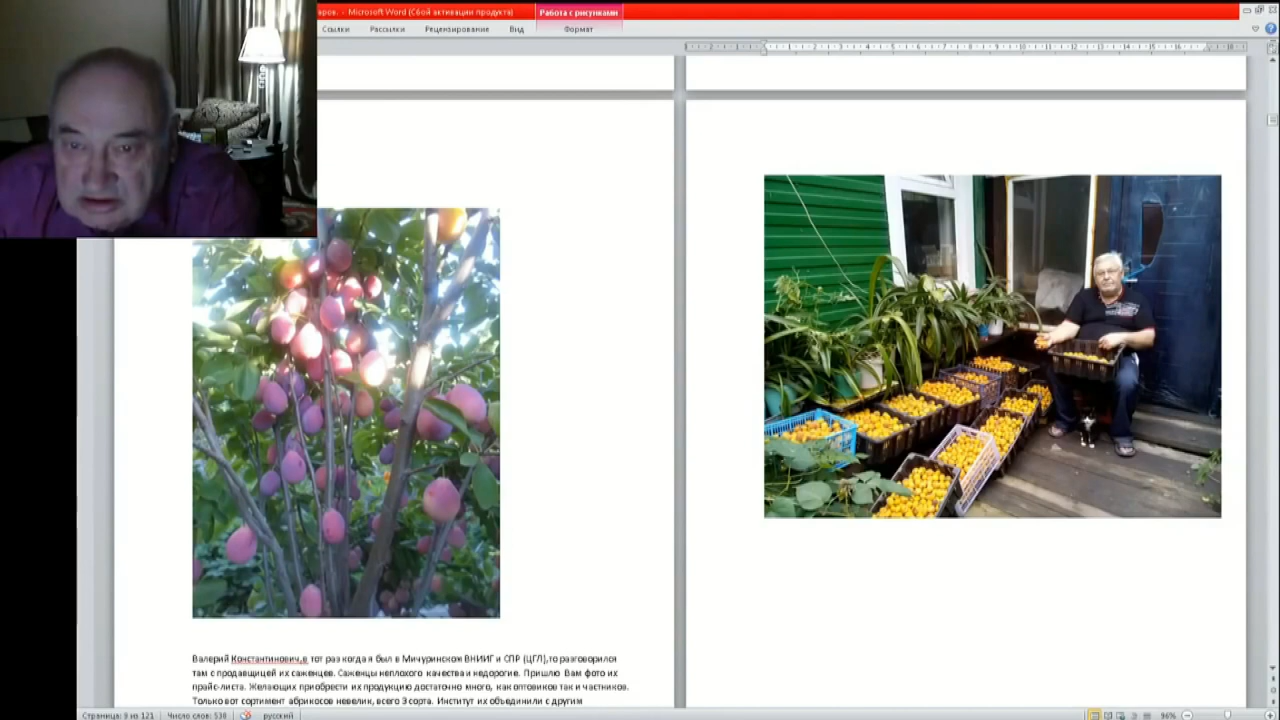 аров. - Microsoft Word (Сбой активации продукта)
Работа с рисунками
Ссылки Рассылки Рецензирование Вид Формат
Валерий Константинович,в тот раз когда я был в Мичуринском ВНИИГ и СПР (ЦГЛ),то разговорился
там с продавщицей их саженцев. Саженцы неплохого качества и недорогие. Пришлю Вам фото их
прайс-листа. Желающих приобрести их продукцию достаточно много, как оптовиков так и частников.
Только вот сортимент абрикосов невелик, всего 3 сорта. Институт их объединили с другим
Страница: 9 из 121 Число слов: 538 русский 96%